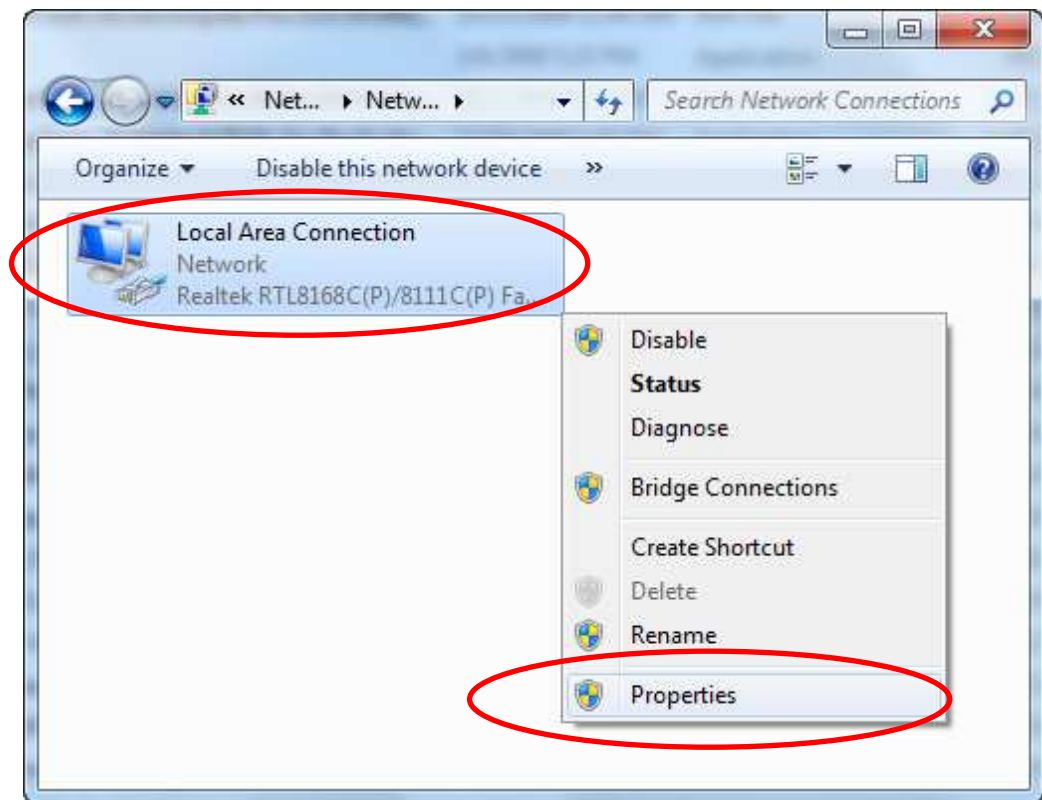 « Net... Netw...
Search Network Connections
Organize Disable this network device »
Local Area Connection
Network
Realtek RTL8168C(P)/8111C(P) Fa...
Disable
Status
Diagnose
Bridge Connections
Create Shortcut
Delete
Rename
Properties